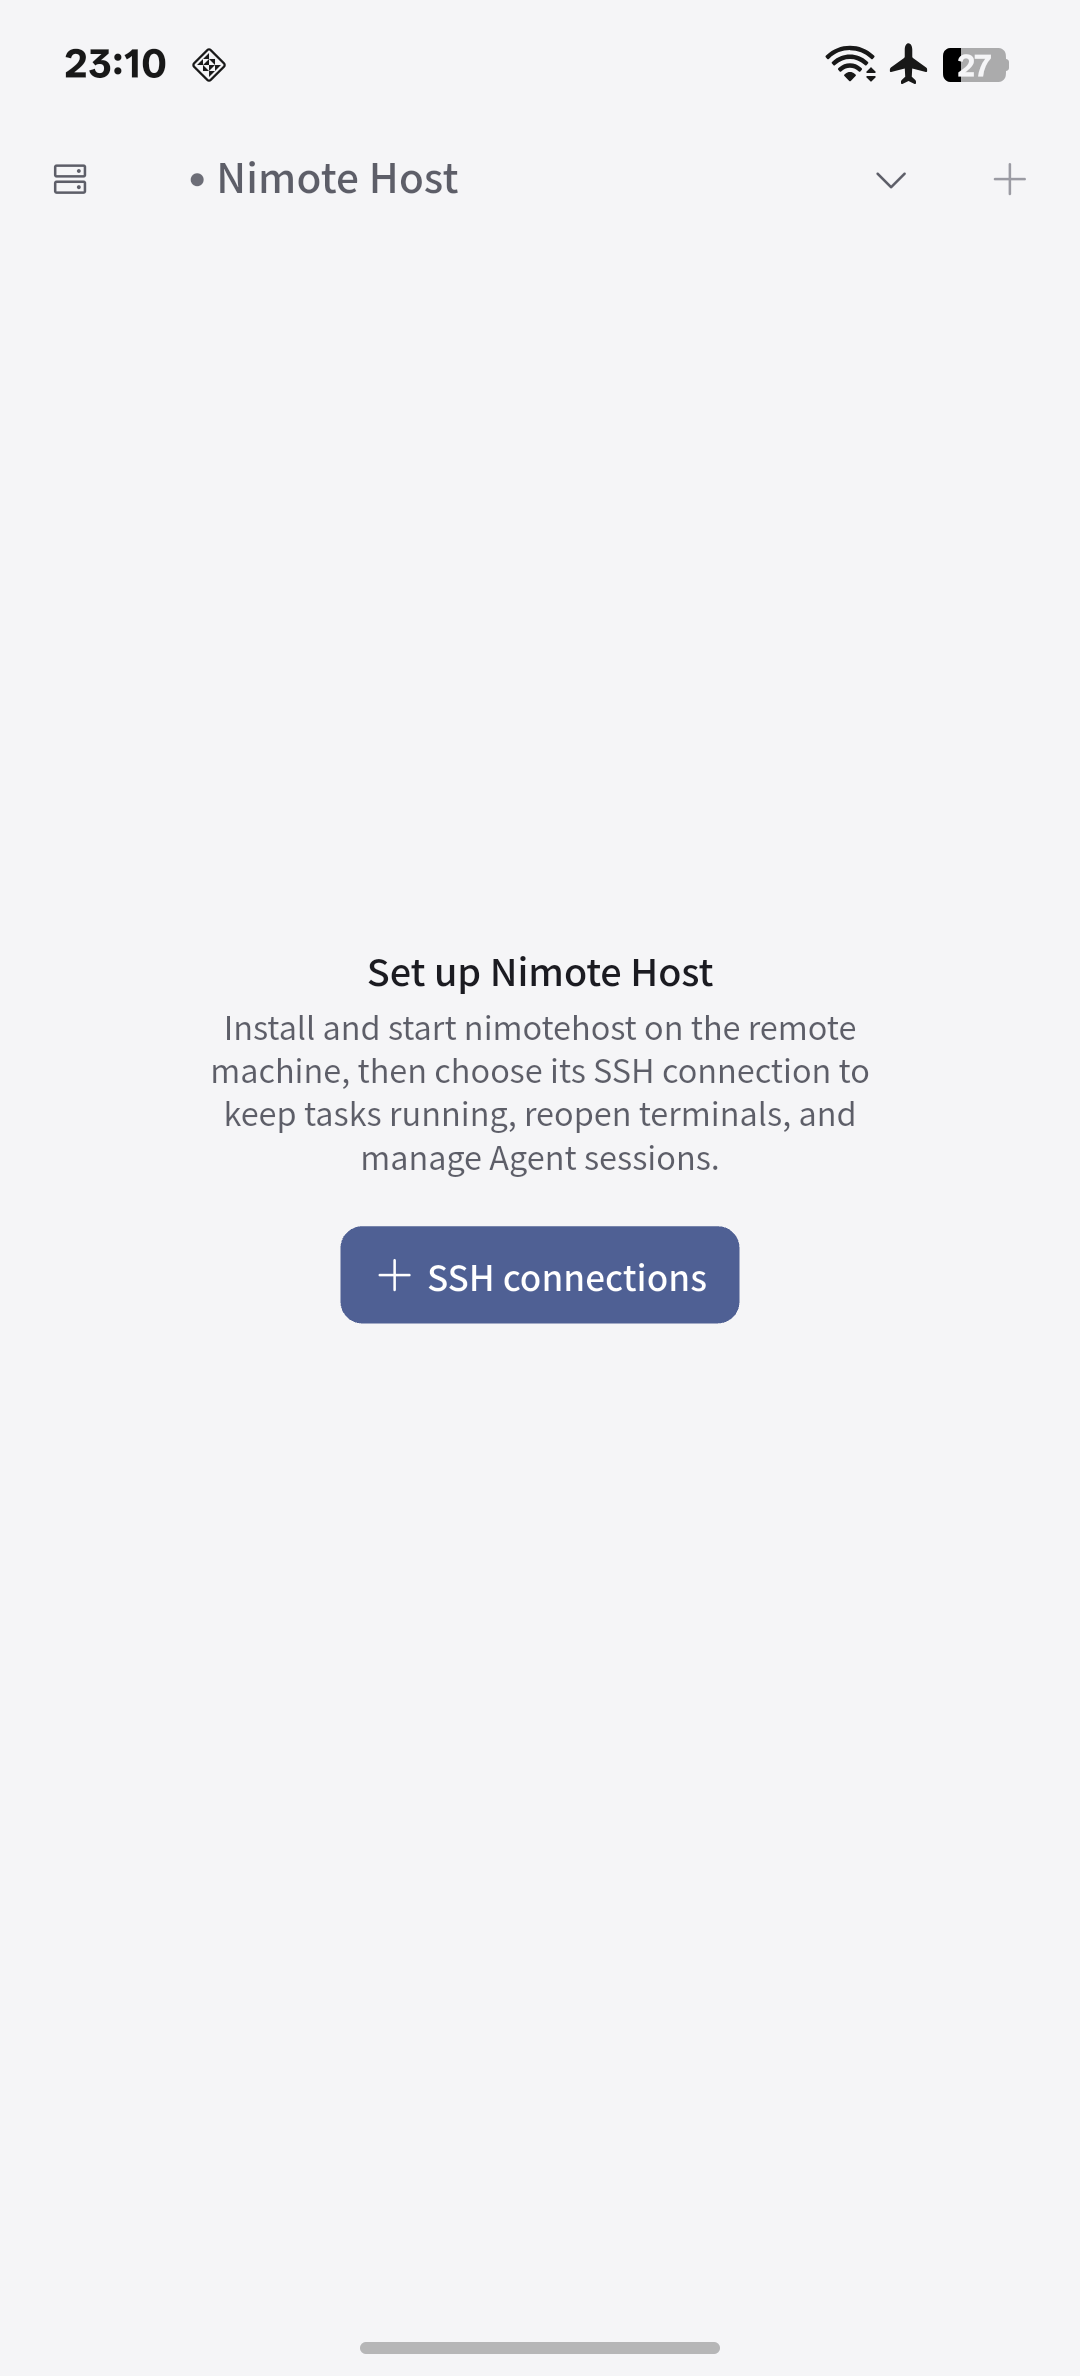 23:10
27
Nimote Host
Set up Nimote Host
Install and start nimotehost on the remote
machine, then choose its SSH connection to
keep tasks running, reopen terminals, and
manage Agent sessions.
SSH connections